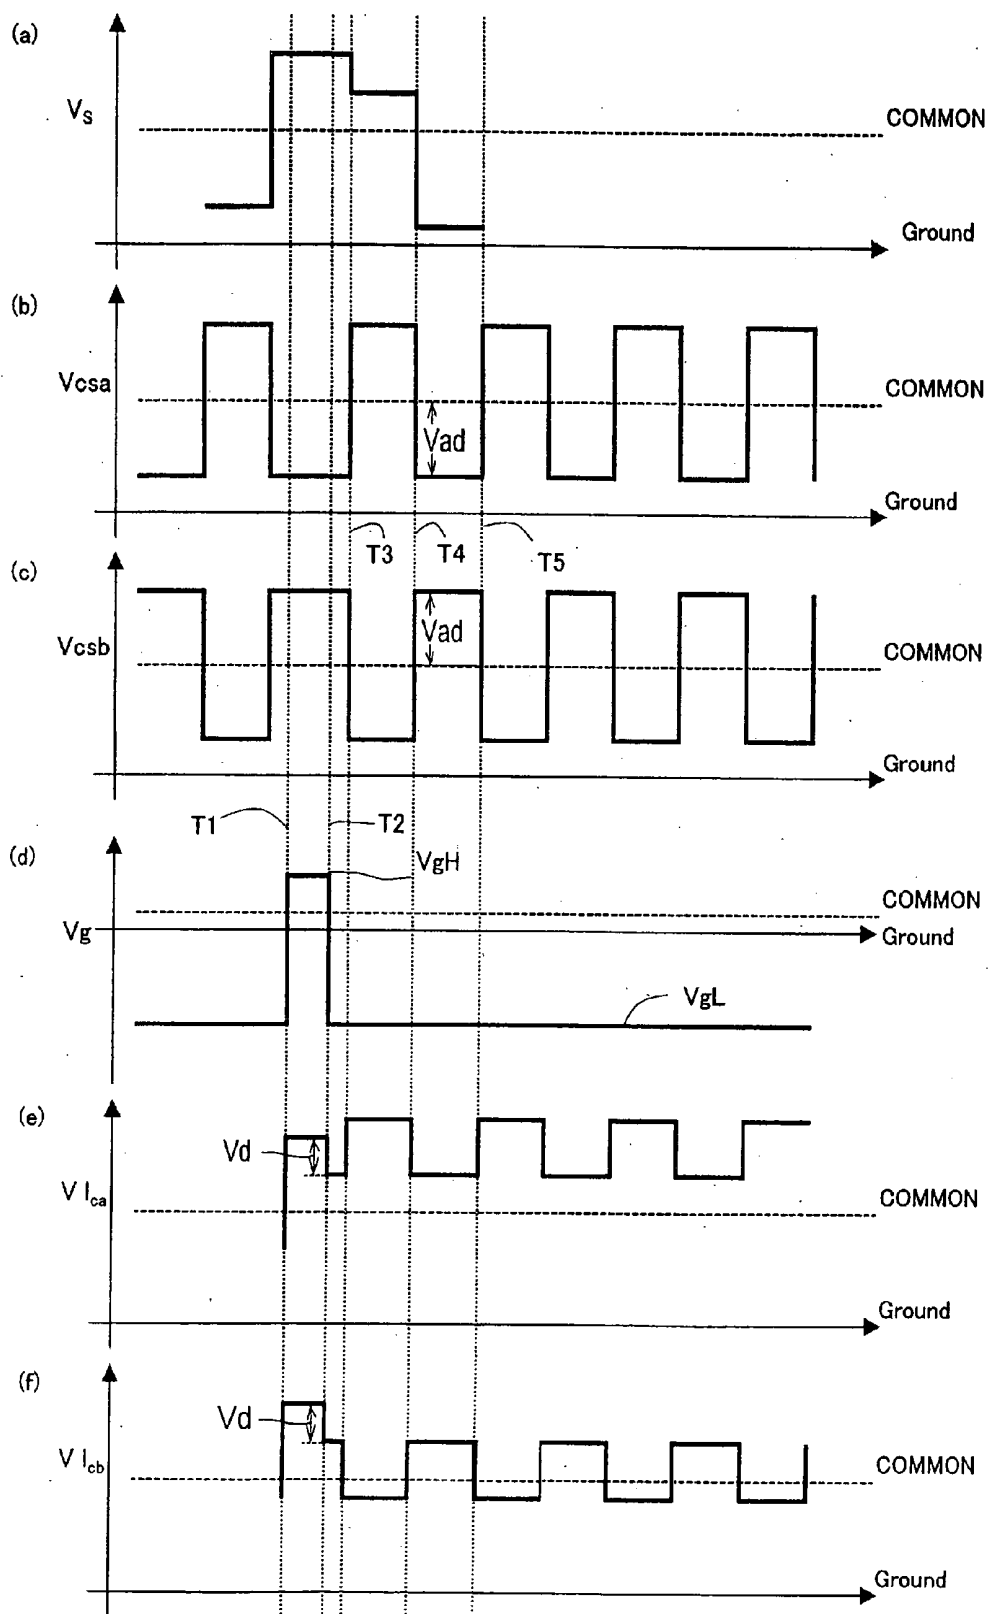 (a)
Vs
COMMON
Ground
(b)
Vcsa
COMMON
Vad
Ground
T3
T4
T5
(c)
Vcsb
Vad
COMMON
Ground
T1
T2
(d)
VgH
COMMON
Vg
Ground
VgL
(e)
Vd
V lca
COMMON
Ground
(f)
Vd
V lcb
COMMON
Ground